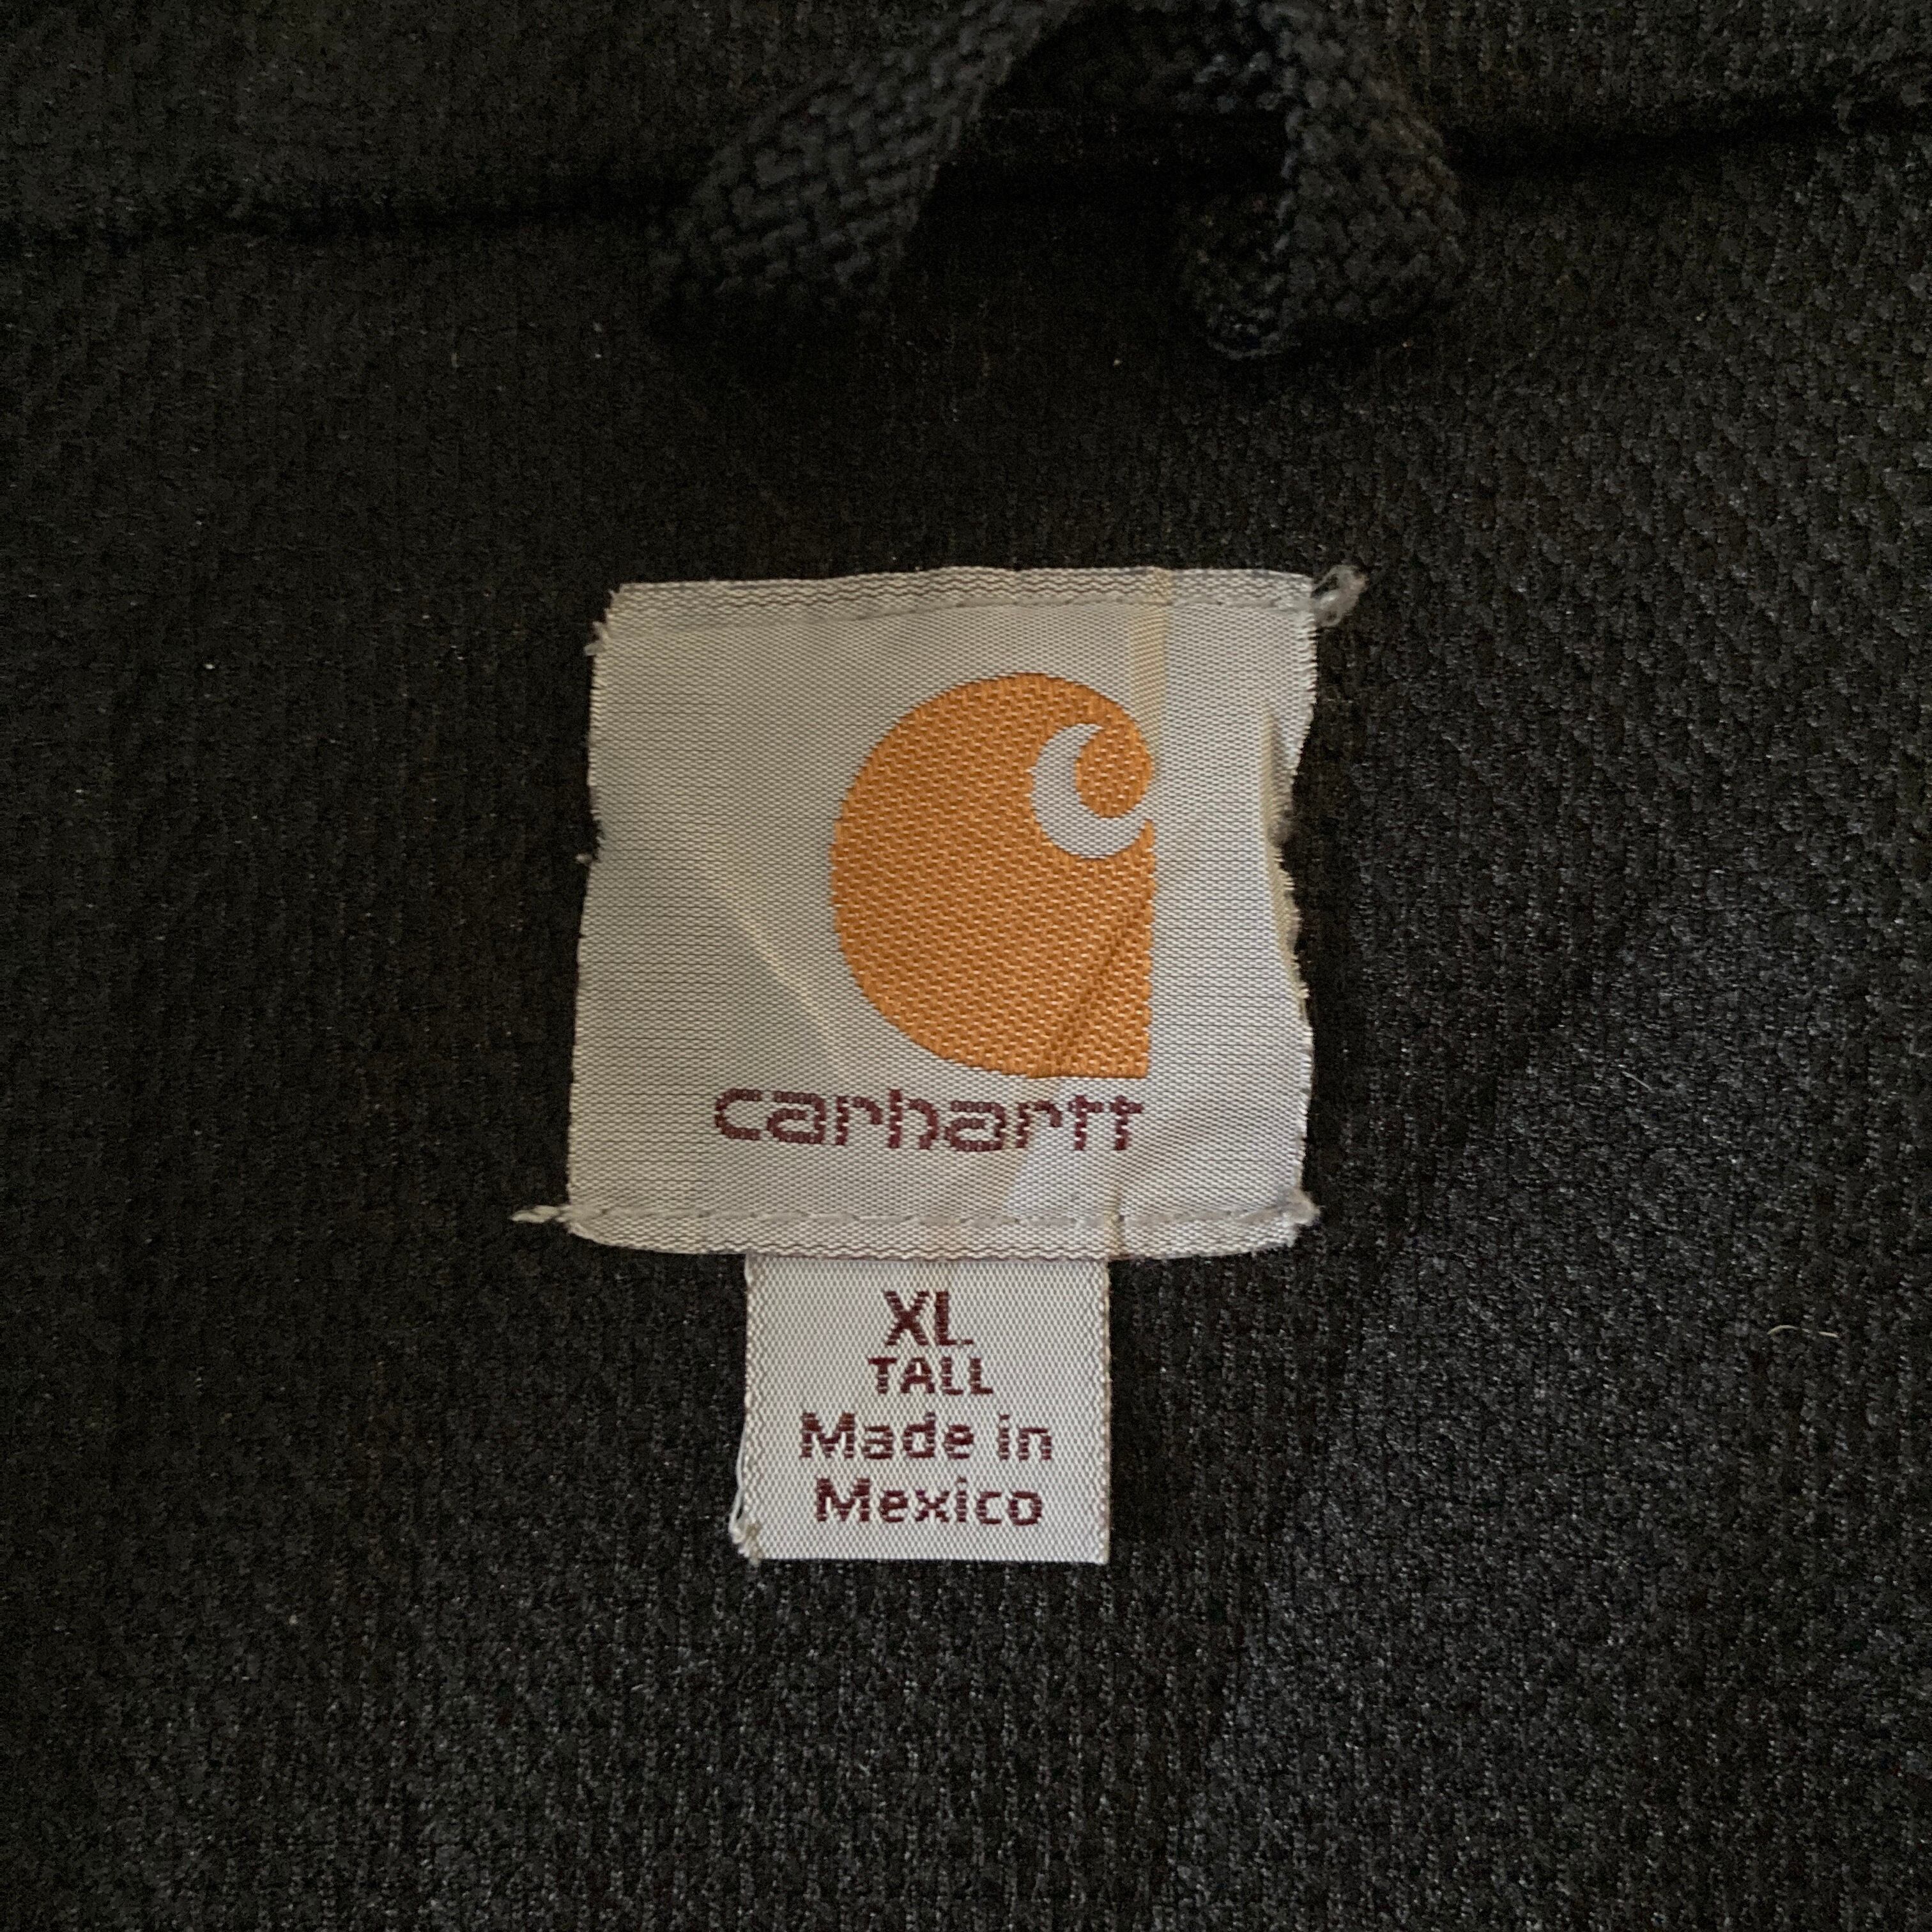 carhartt
XL
TALL
Made in
Mexico